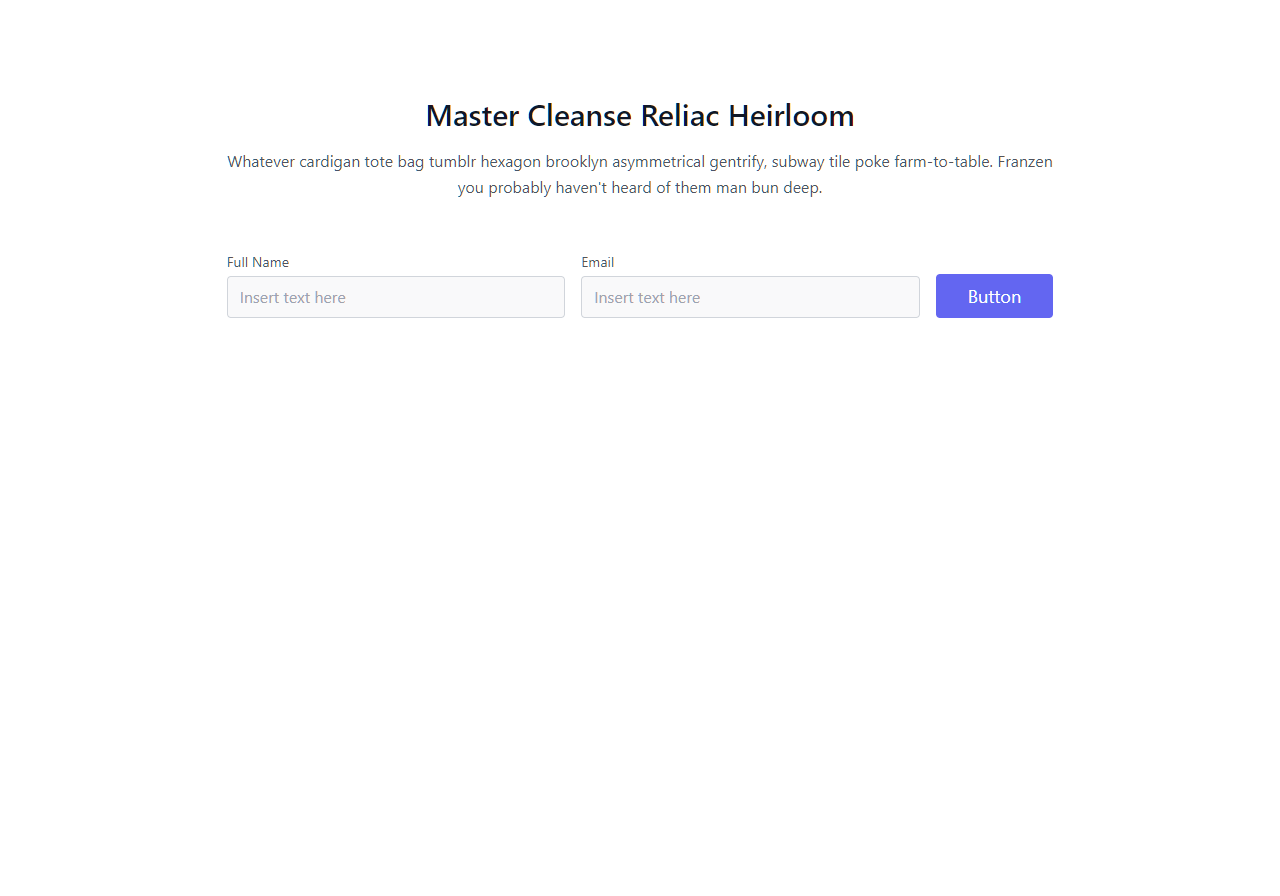 Master Cleanse Reliac Heirloom
Whatever cardigan tote bag tumblr hexagon brooklyn asymmetrical gentrify, subway tile poke farm-to-table. Franzen
you probably haven't heard of them man bun deep.
Full Name
Email
Insert text here
Insert text here
Button